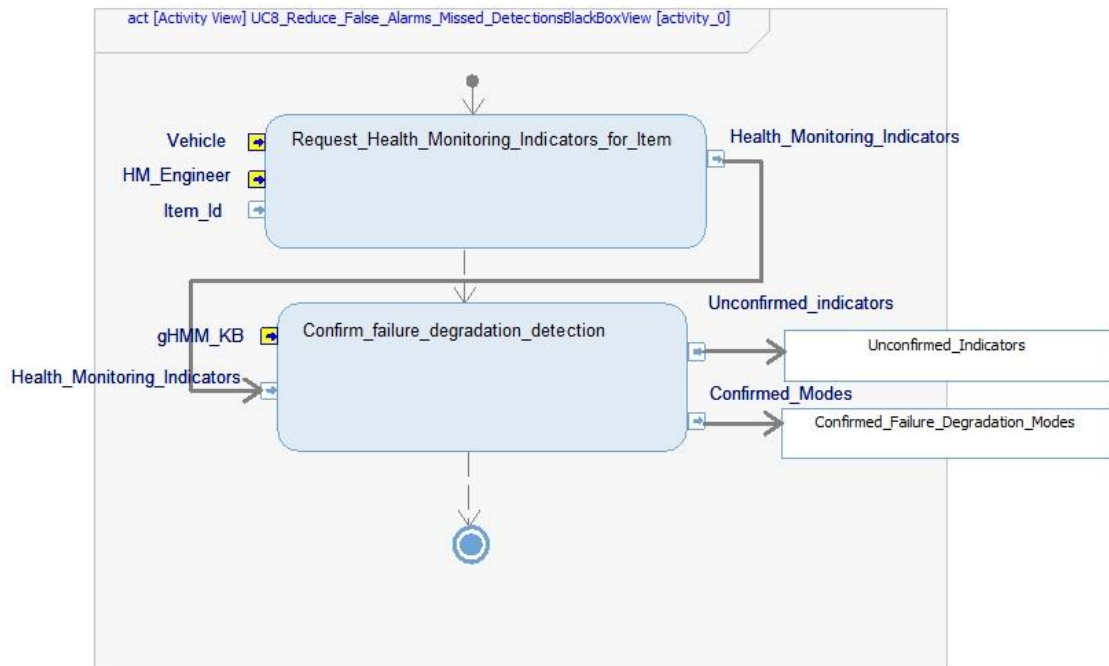 act [Activity View] UC8_Reduce_False_Alarms_Missed_DetectionsBlackBoxView [activity_0]
Vehicle
Request_Health_Monitoring_Indicators_for_Item
Health_Monitoring_Indicators
HM_Engineer
Item_Id
Unconfirmed_indicators
gHMM_KB
Confirm_failure_degradation_detection
Unconfirmed_Indicators
Health_Monitoring_Indicators
Confirmed_Modes
Confirmed_Failure_Degradation_Modes